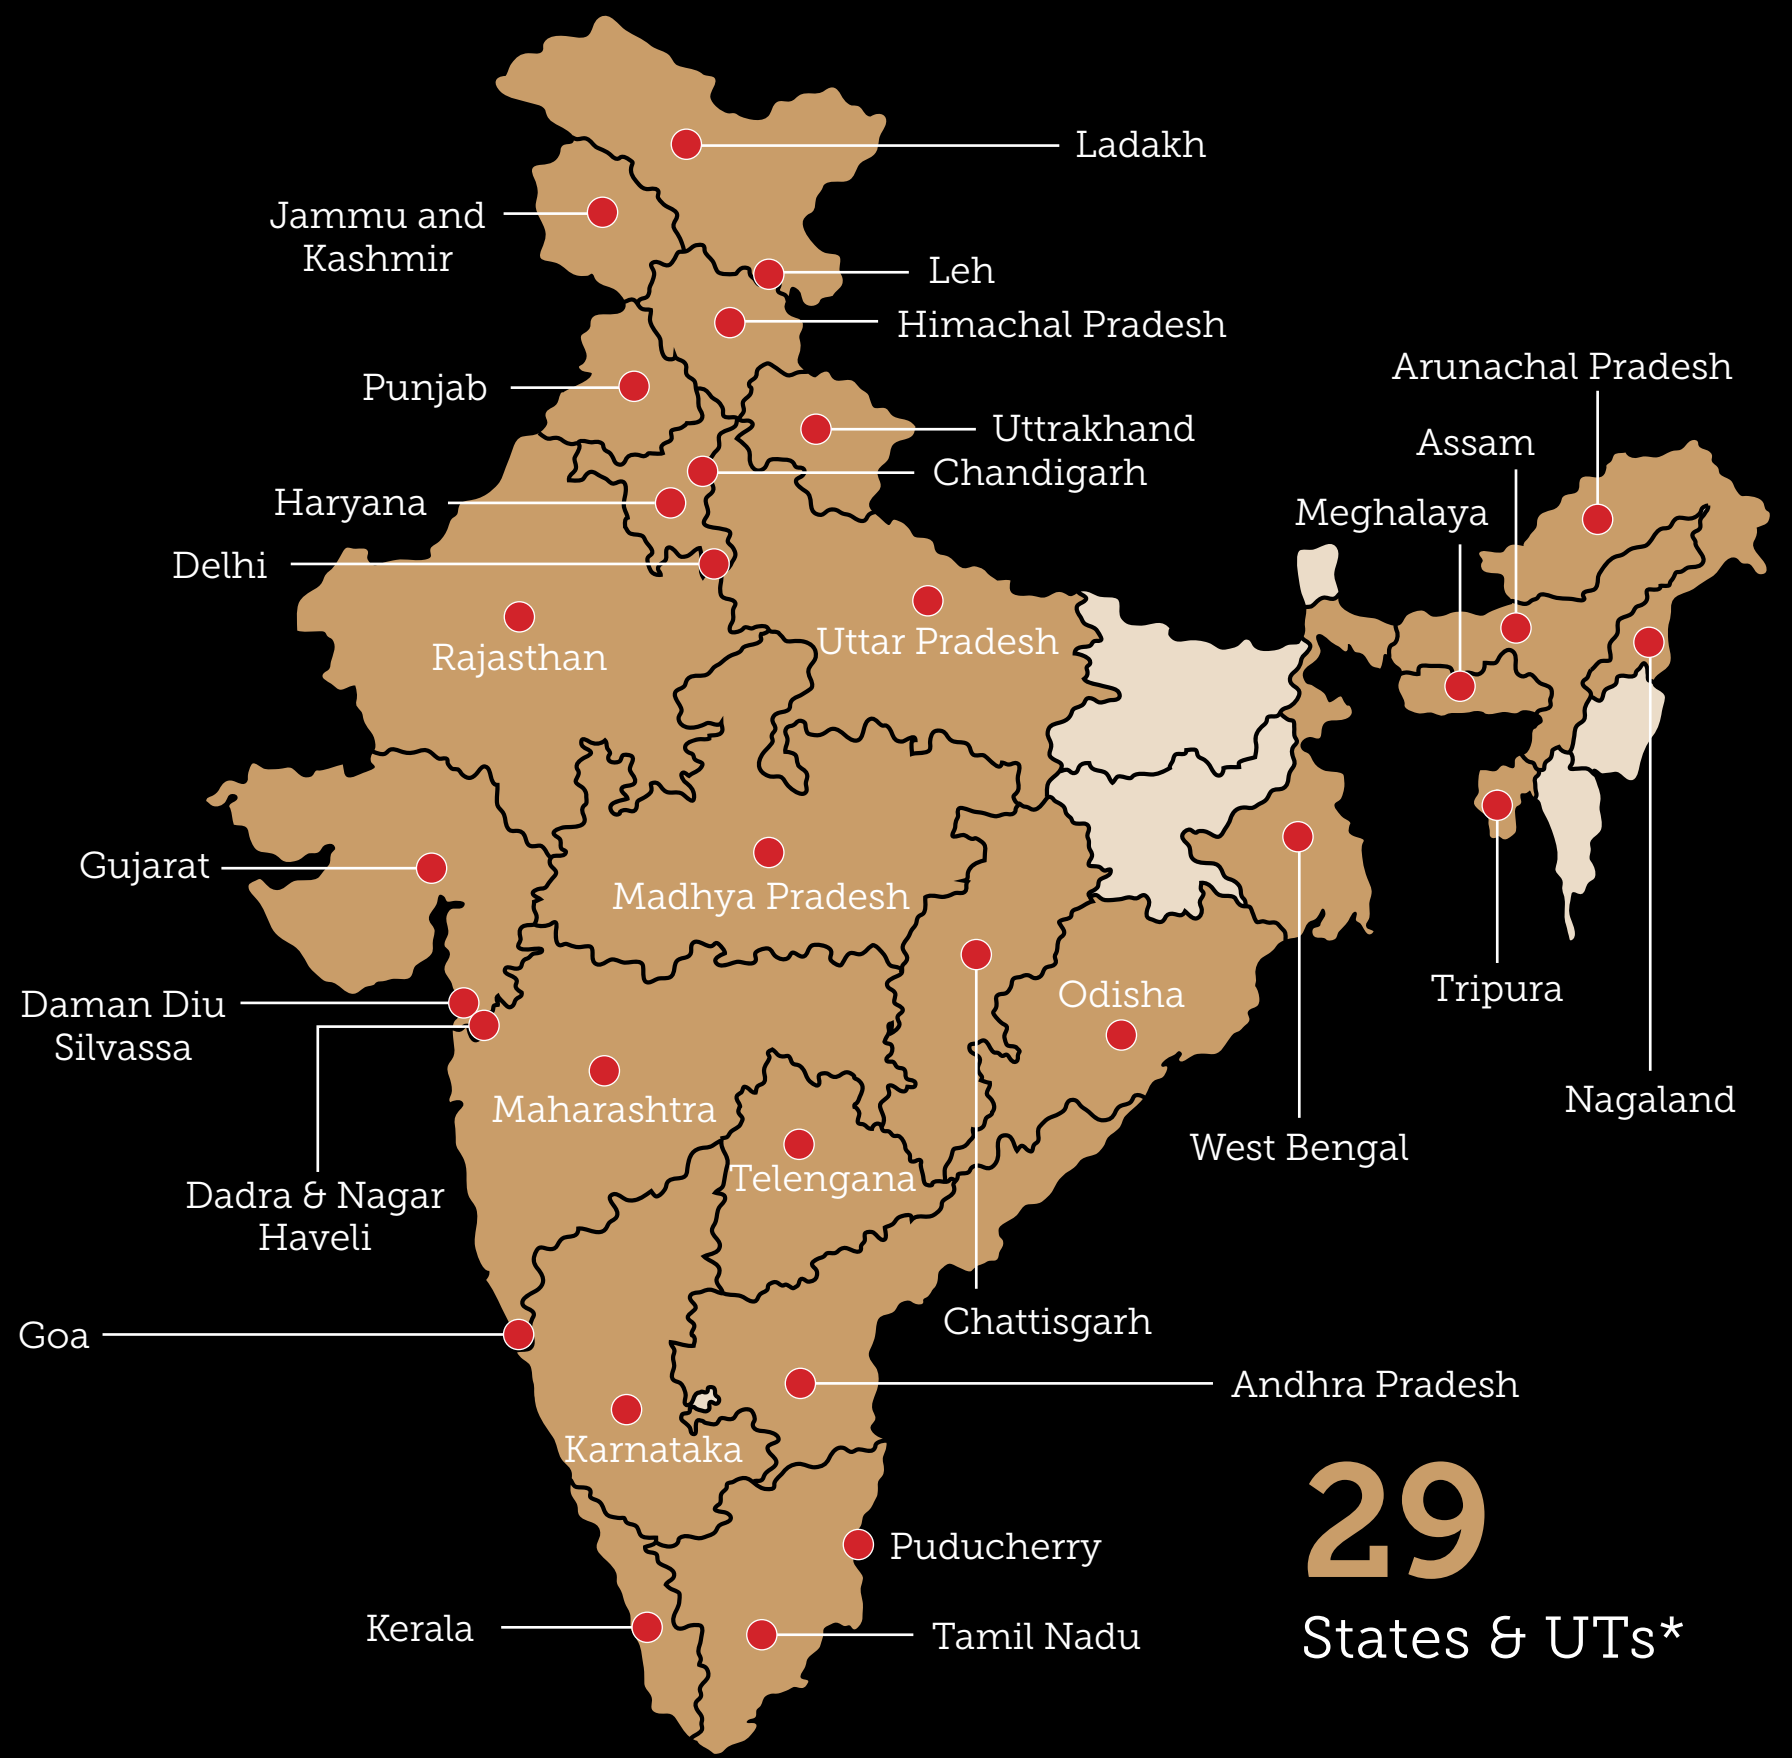 Ladakh
Jammu and
Kashmir
Leh
Himachal Pradesh
Arunachal Pradesh
Punjab
Uttrakhand
Assam
Chandigarh
Haryana
Meghalaya
Delhi
Uttar Pradesh
Rajasthan
Gujarat
Madhya Pradesh
Tripura
Odisha
Daman Diu
Silvassa
Nagaland
Maharashtra
West Bengal
Telengana
Dadra & Nagar
Haveli
Chattisgarh
Goa
Andhra Pradesh
Karnataka
29
States & UTs*
Puducherry
Kerala
Tamil Nadu